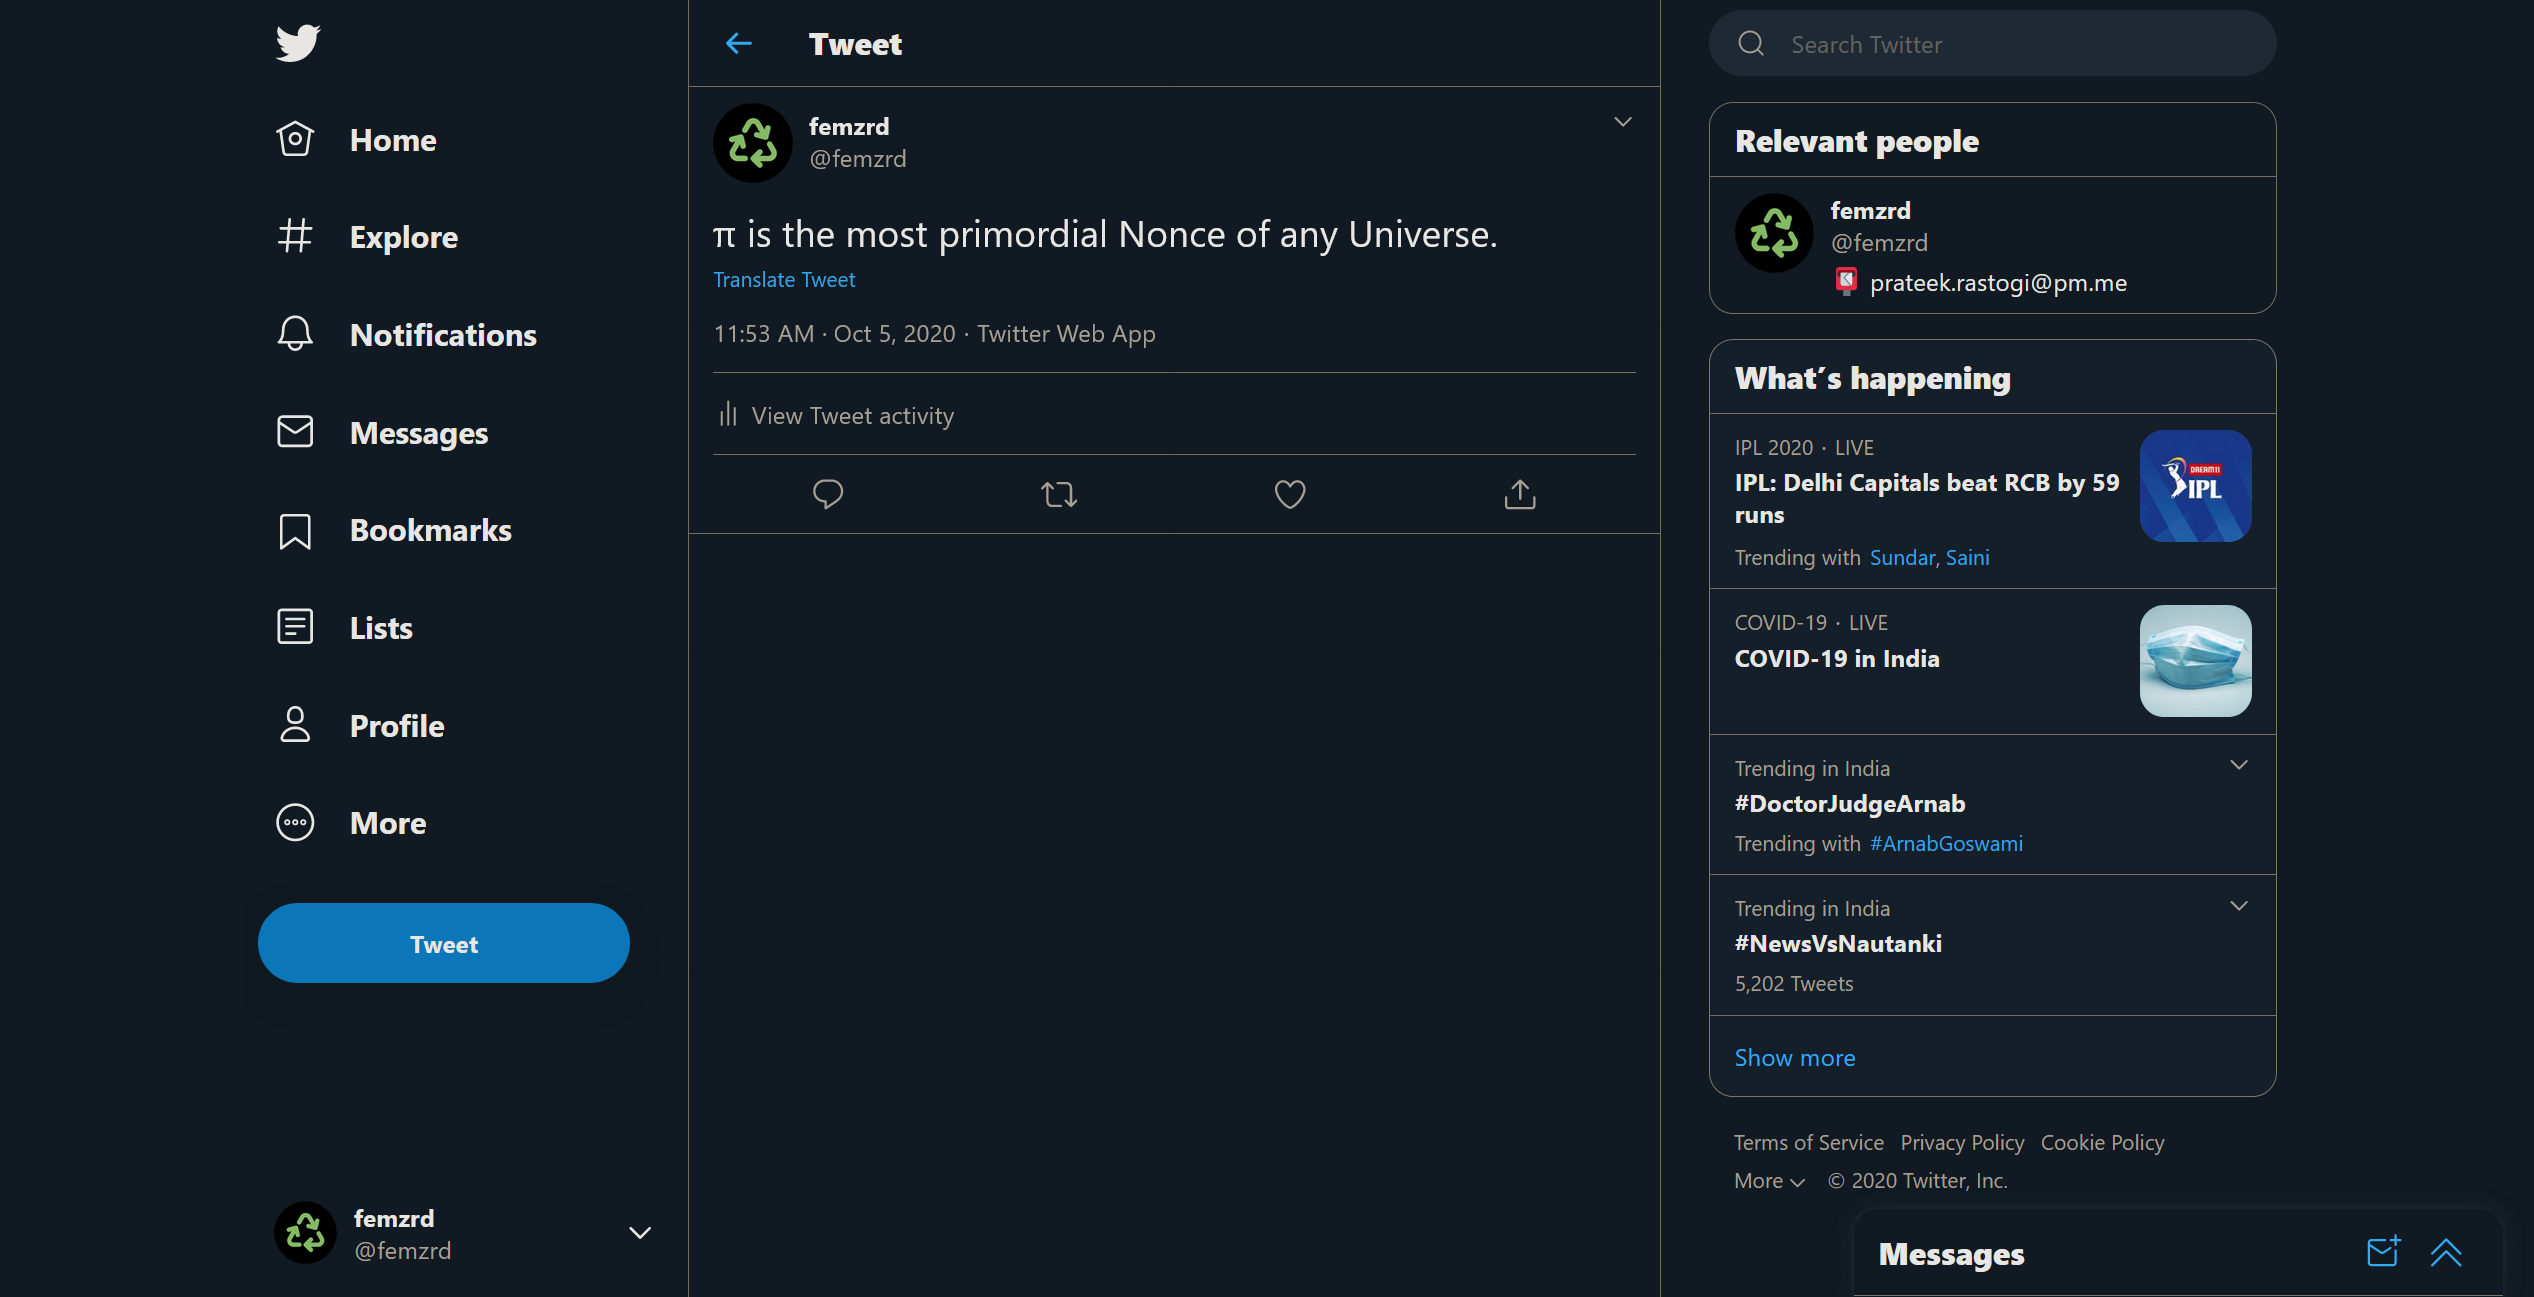 Home
Explore
Notifications
Messages
Bookmarks
Lists
Profile
More
Tweet
femzrd
@femzrd
Tweet
femzrd
@femzrd
π is the most primordial Nonce of any Universe.
Translate Tweet
11:53 AM · Oct 5, 2020 · Twitter Web App
View Tweet activity
Search Twitter
Relevant people
femzrd
@femzrd
prateek.rastogi@pm.me
What's happening
IPL 2020 · LIVE
IPL: Delhi Capitals beat RCB by 59
runs
Trending with Sundar, Saini
DREAM11
IPL
COVID-19 · LIVE
COVID-19 in India
Trending in India
#DoctorJudgeArnab
Trending with #ArnabGoswami
Trending in India
#NewsVsNautanki
5,202 Tweets
Show more
Terms of Service Privacy Policy Cookie Policy
More © 2020 Twitter, Inc.
Messages